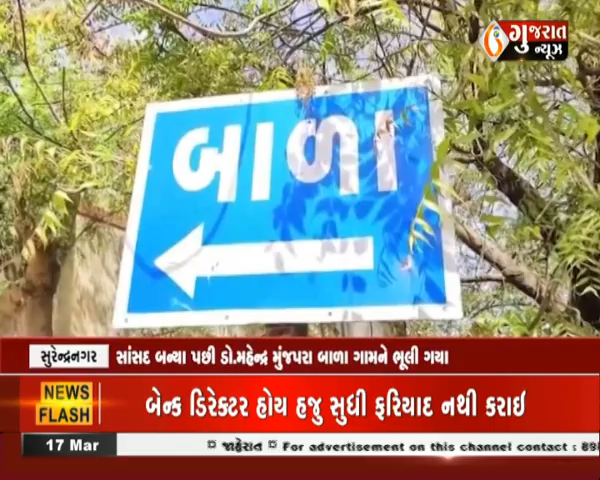 ગુજરાત
ન્યૂઝ
બાળા
સુરેન્દ્રનગર
સાંસદ બન્યા પછી ડો.મહેન્દ્ર મુંજપરા બાળા ગામને ભૂલી ગયા
NEWS FLASH
બેન્ક ડિરેક્ટર હોય હજુ સુધી ફરિયાદ નથી કરાઇ
17 Mar
¤ જાહેરાત ¤ For advertisement on this channel contact :